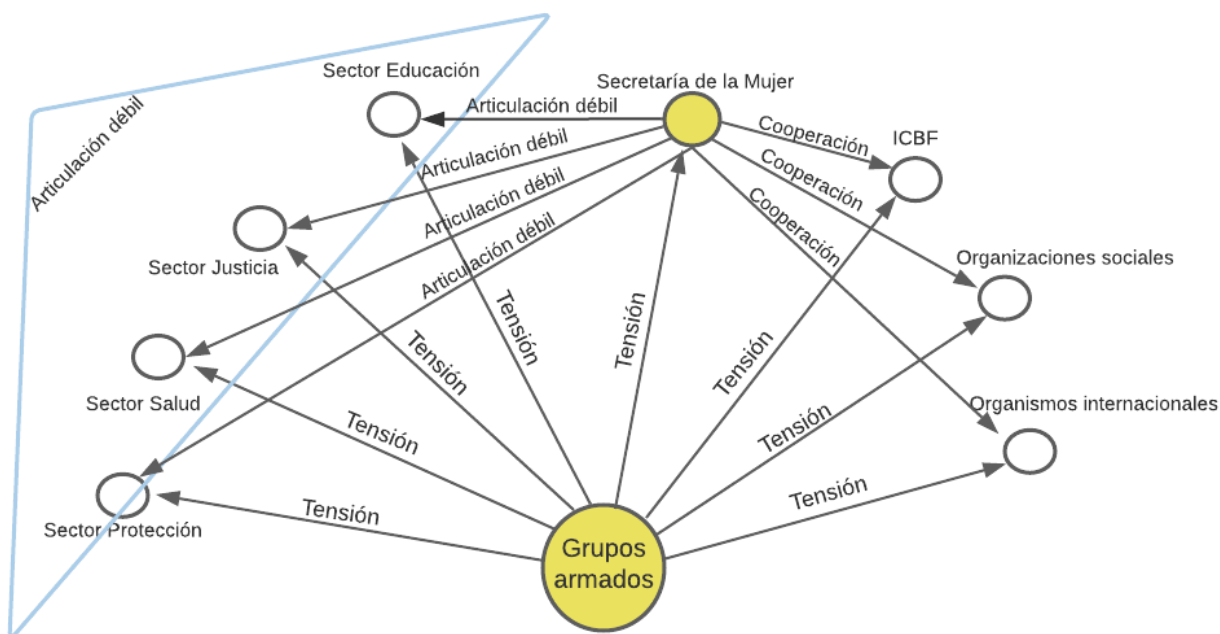 Sector Educación
Secretaría de la Mujer
Articulación débil
Articulación débil
Cooperación
ICBF
Articulación débil
Cooperación
Articulación débil
Cooperación
Articulación débil
Sector Justicia
Organizaciones sociales
Tensión
Tensión
Tensión
Tensión
Sector Salud
Organismos internacionales
Tensión
Tensión
Tensión
Tensión
Sector Protección
Grupos
armados